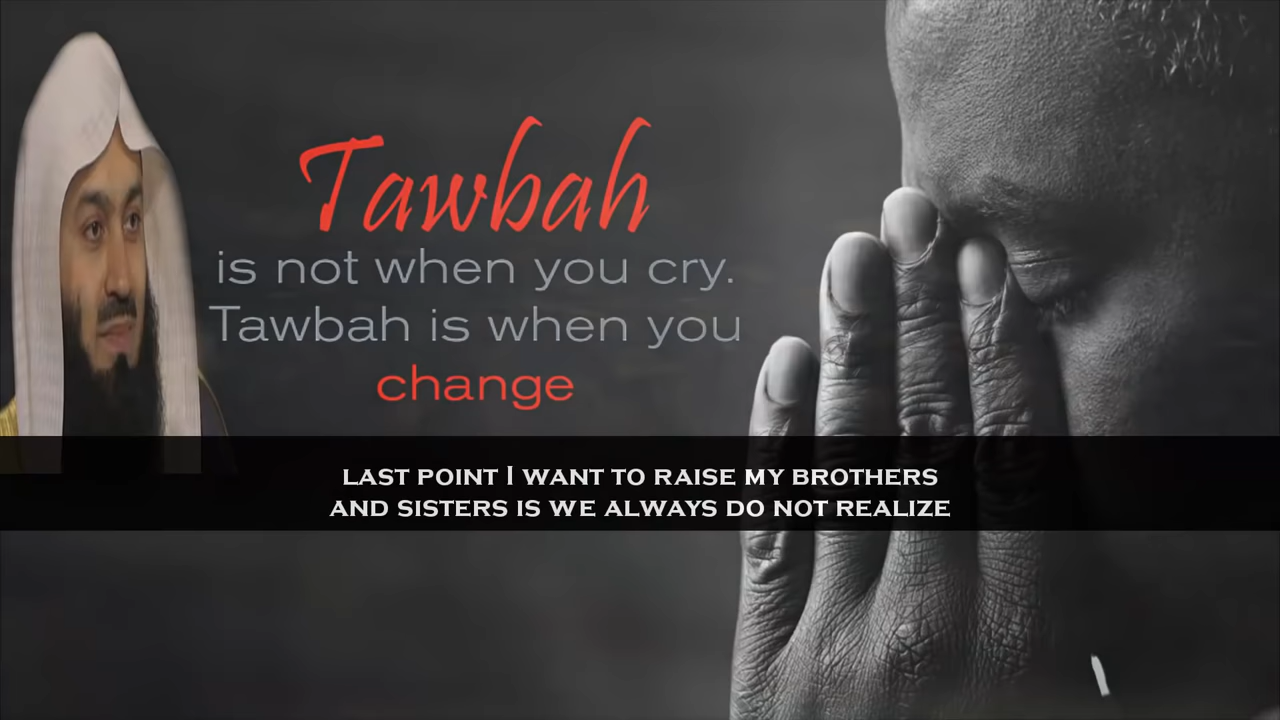 Tawbah
is not when you cry.
Tawbah is when you
change
LAST POINT I WANT TO RAISE MY BROTHERS
AND SISTERS IS WE ALWAYS DO NOT REALIZE